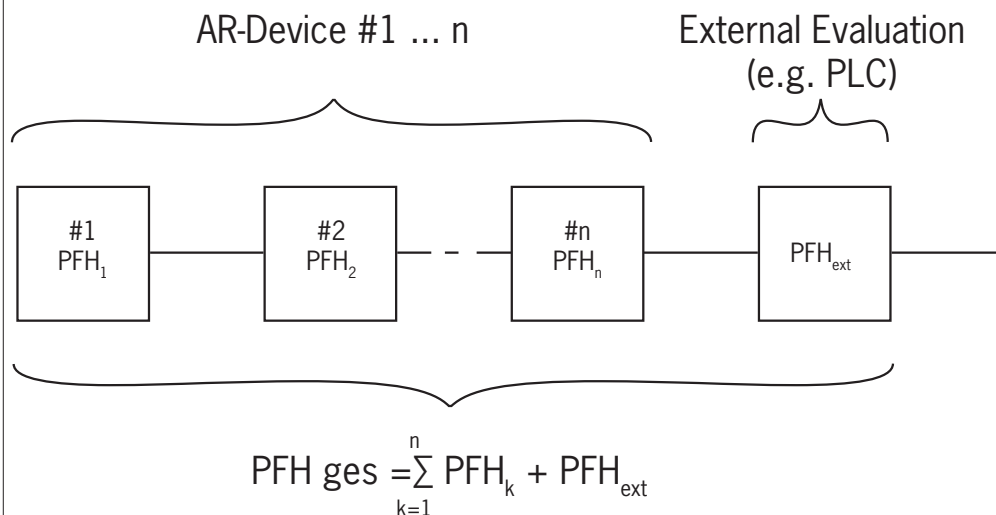 AR-Device #1 ... n
External Evaluation
(e.g. PLC)
#1
PFH₁
#2
PFH₂
#n
PFHₙ
PFHₑₓₜ
n
PFH ges =∑ PFHₖ + PFHₑₓₜ
k=1